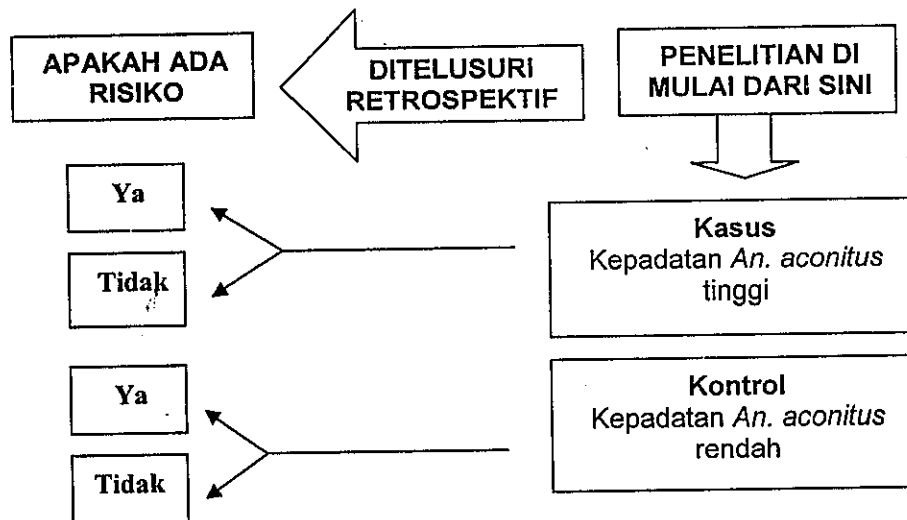 APAKAH ADA
RISIKO
DITELUSURI
RETROSPEKTIF
PENELITIAN DI
MULAI DARI SINI
Ya
Tidak
Kasus
Kepadatan An. aconitus
tinggi
Ya
Tidak
Kontrol
Kepadatan An. aconitus
rendah